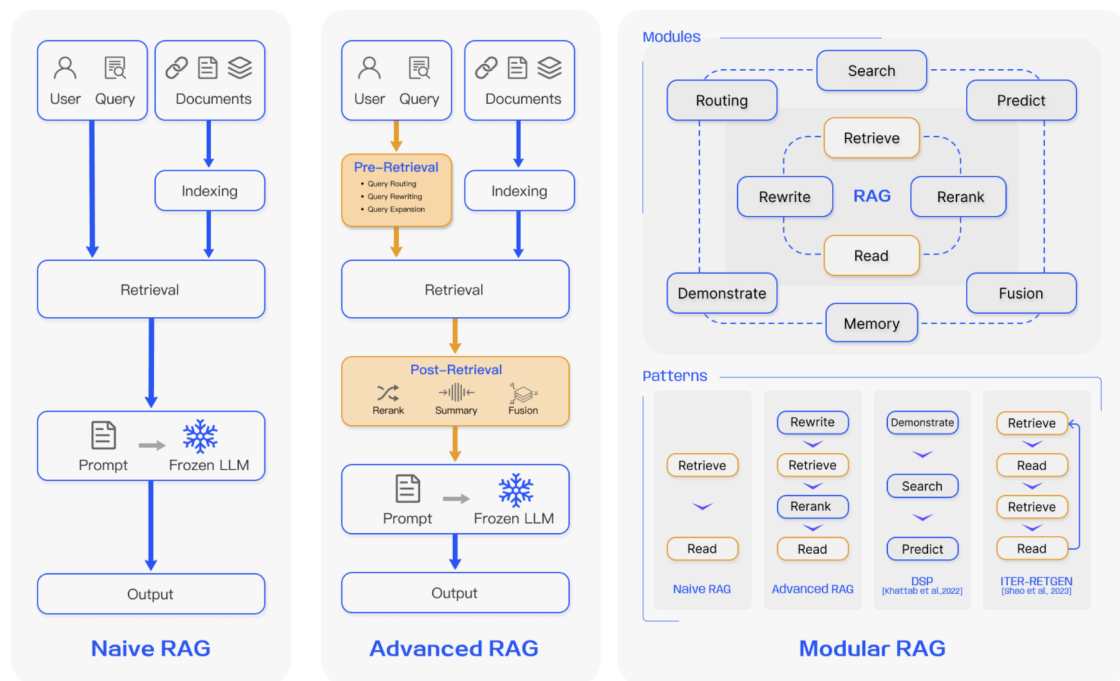 User Query
Documents
Indexing
Retrieval
Prompt
Frozen LLM
Output
Naive RAG
User Query
Documents
Pre-Retrieval
• Query Routing
• Query Rewriting
• Query Expansion
Indexing
Retrieval
Post-Retrieval
Rerank
Summary
Fusion
Prompt
Frozen LLM
Output
Advanced RAG
Modules
Search
Routing
Predict
Retrieve
Rewrite
RAG
Rerank
Read
Demonstrate
Fusion
Memory
Patterns
Retrieve
Read
Naive RAG
Rewrite
Retrieve
Rerank
Read
Advanced RAG
Demonstrate
Search
Predict
DSP
[Khattab et al.,2022]
Retrieve
Read
Retrieve
Read
ITER-RETGEN
[Shao et al., 2023]
Modular RAG